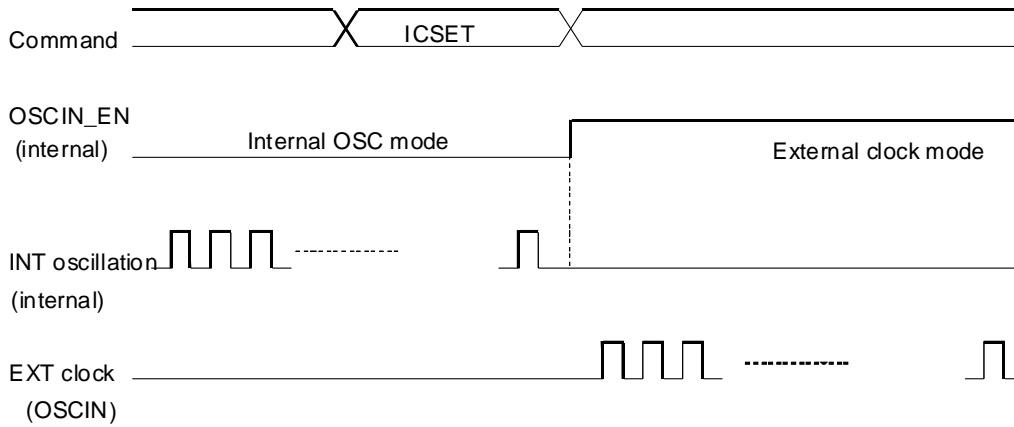 Command
ICSET
OSCIN_EN
(internal)
Internal OSC mode
External clock mode
INT oscillation
(internal)
EXT clock
(OSCIN)